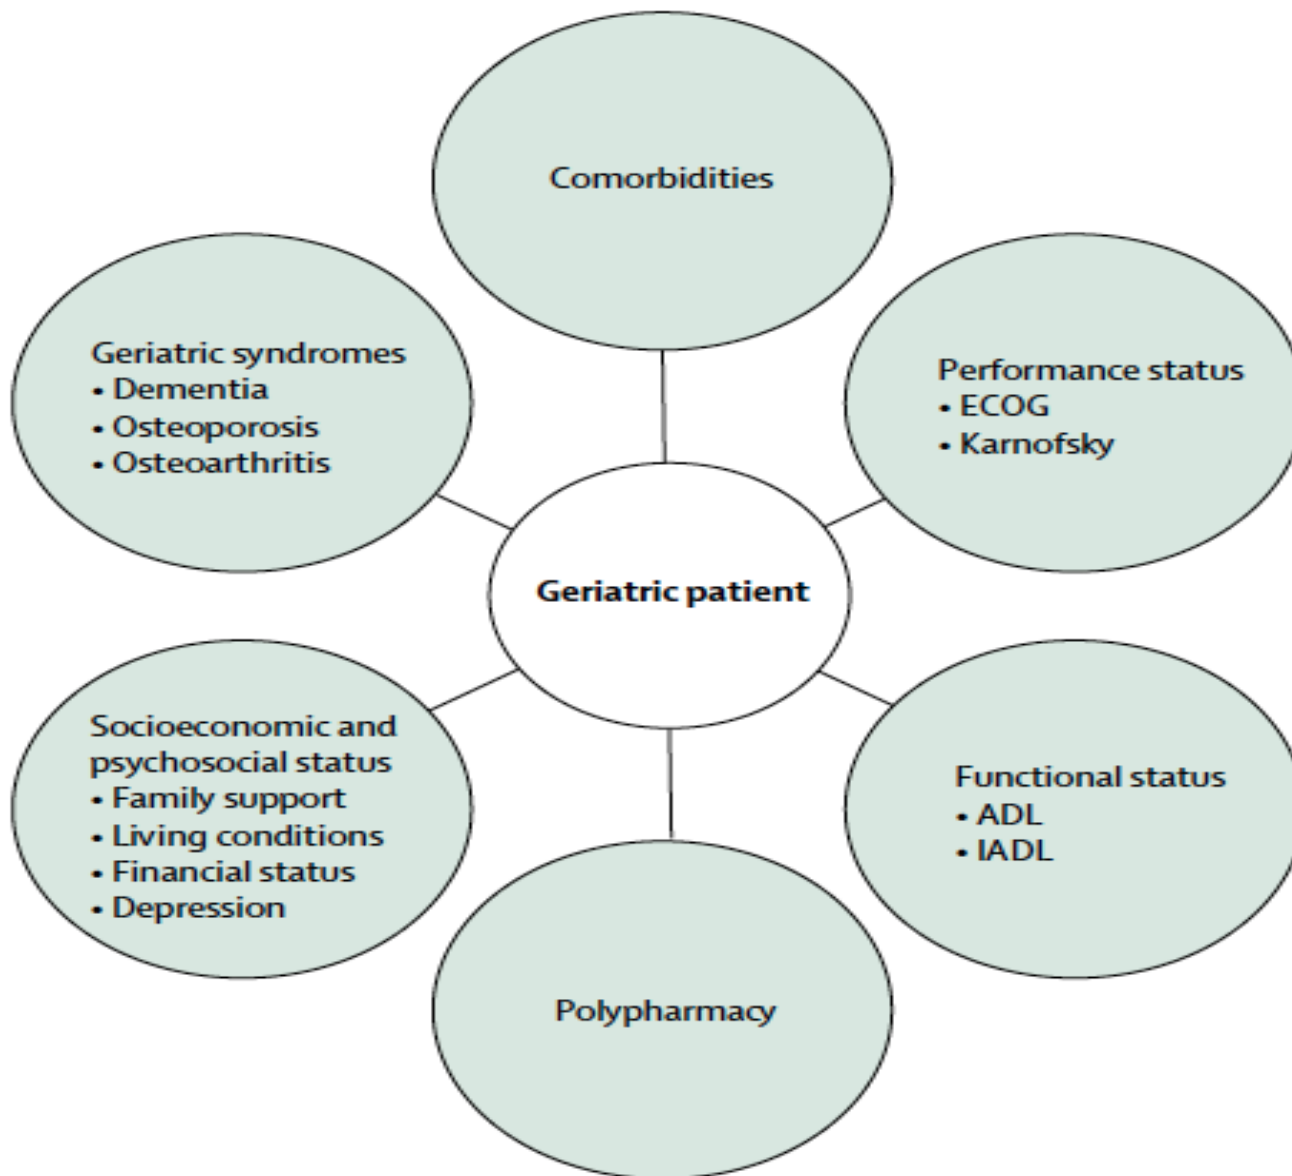 Comorbidities
Geriatric syndromes
• Dementia
• Osteoporosis
• Osteoarthritis
Performance status
• ECOG
• Karnofsky
Geriatric patient
Socioeconomic and
psychosocial status
• Family support
• Living conditions
• Financial status
• Depression
Functional status
• ADL
• IADL
Polypharmacy